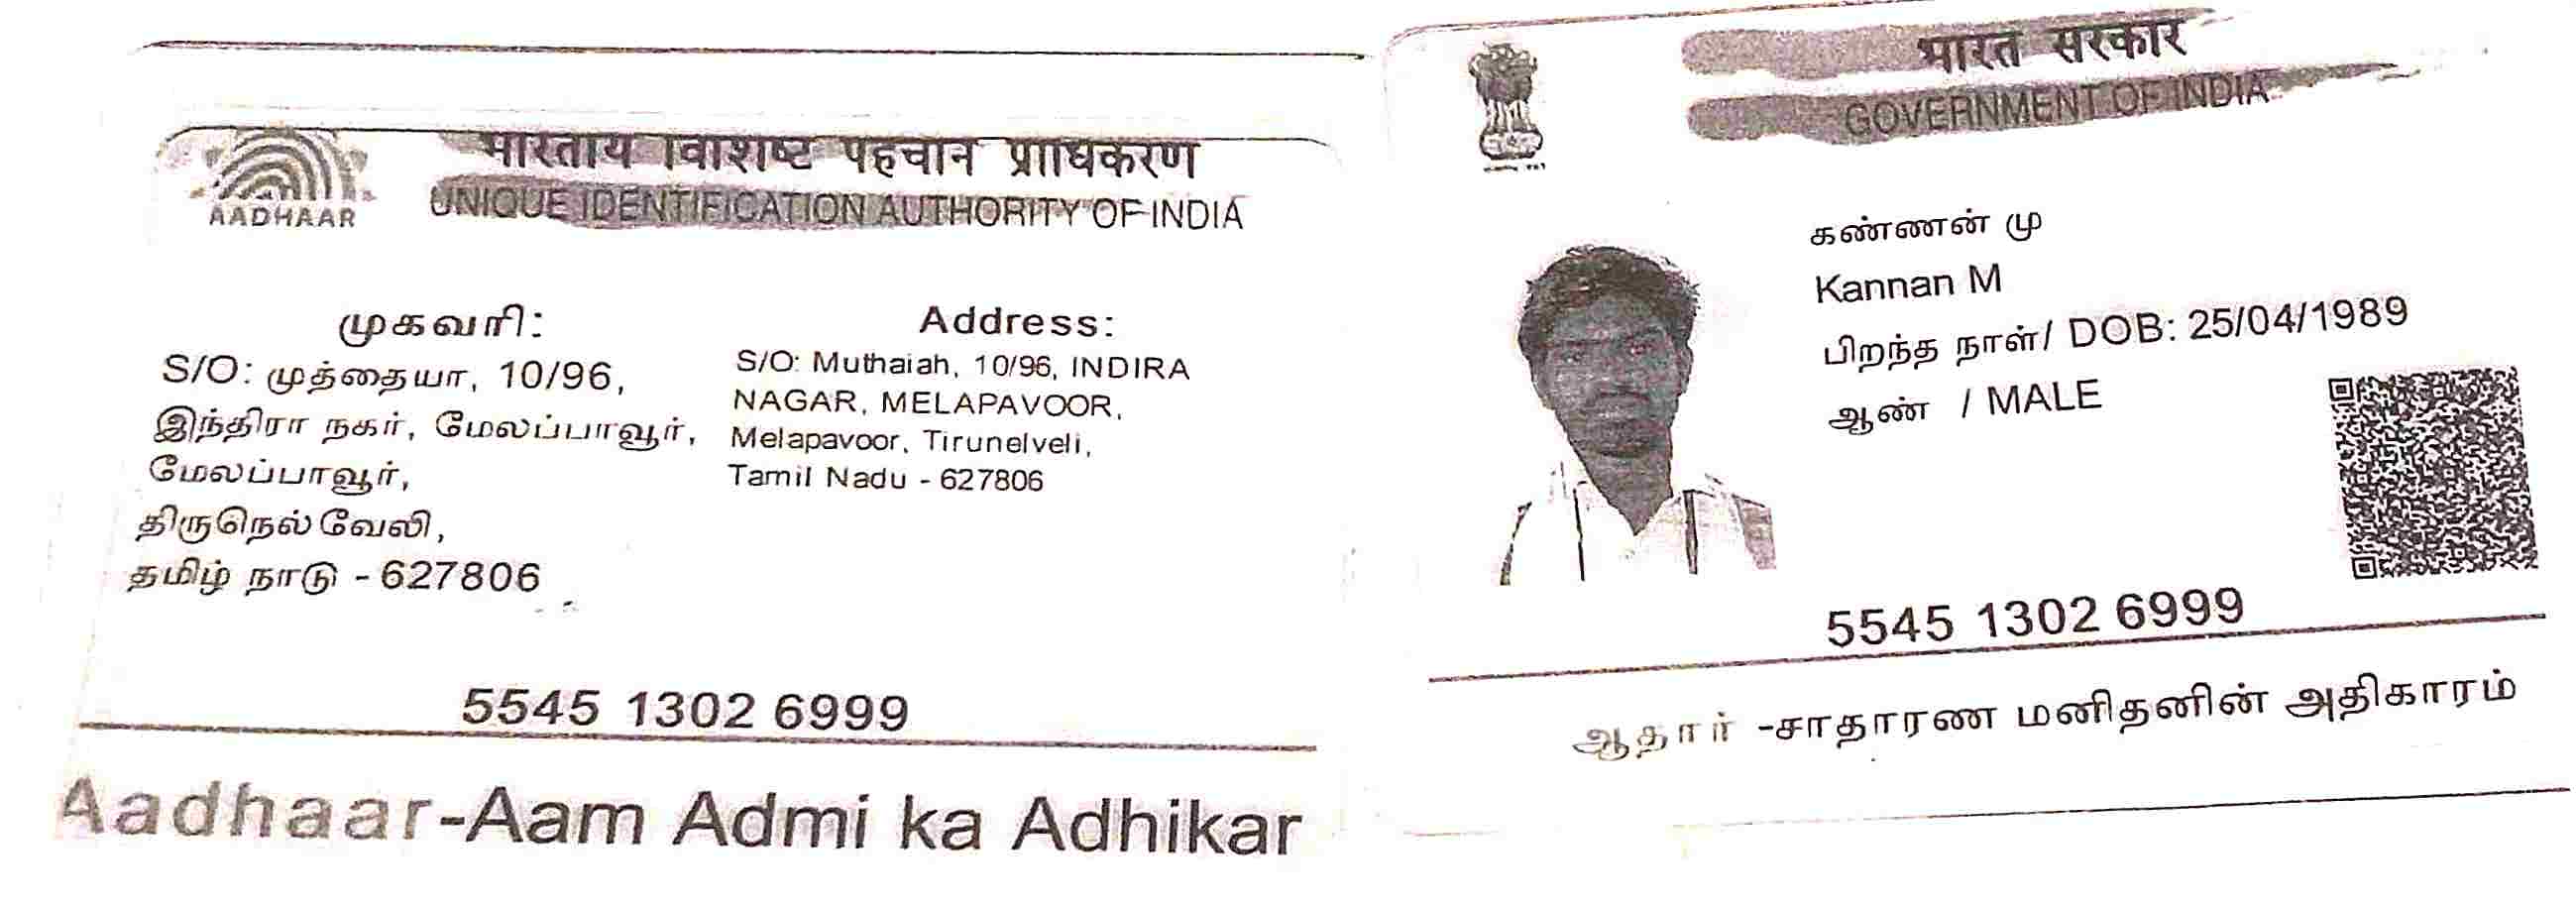 भारतीय विशिष्ट पहचान प्राधिकरण
AADHAAR
UNIQUE IDENTIFICATION AUTHORITY OF INDIA
முகவரி:
S/O: முத்தையா, 10/96,
இந்திரா நகர், மேலப்பாவூர்,
மேலப்பாவூர்,
திருநெல்வேலி,
தமிழ் நாடு - 627806
Address:
S/O: Muthaiah, 10/96, INDIRA
NAGAR, MELAPAVOOR,
Melapavoor, Tirunelveli,
Tamil Nadu - 627806
5545 1302 6999
Aadhaar-Aam Admi ka Adhikar
भारत सरकार
GOVERNMENT OF INDIA
கண்ணன் மு
Kannan M
பிறந்த நாள்/ DOB: 25/04/1989
ஆண் / MALE
5545 1302 6999
ஆதார் -சாதாரண மனிதனின் அதிகாரம்